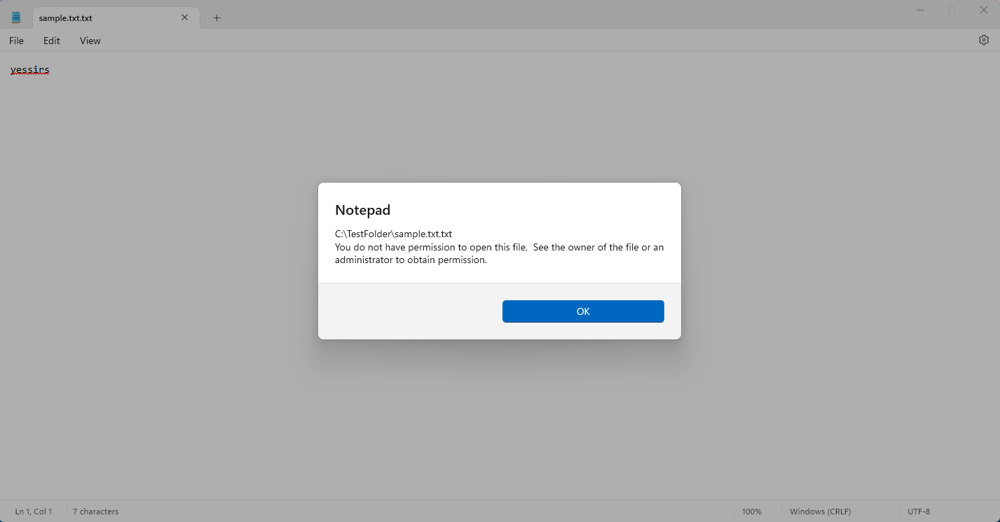 sample.txt.txt
File Edit View
yessirs
Notepad
C:\TestFolder\sample.txt.txt
You do not have permission to open this file.  See the owner of the file or an
administrator to obtain permission.
OK
Ln 1, Col 1 7 characters 100% Windows (CRLF) UTF-8